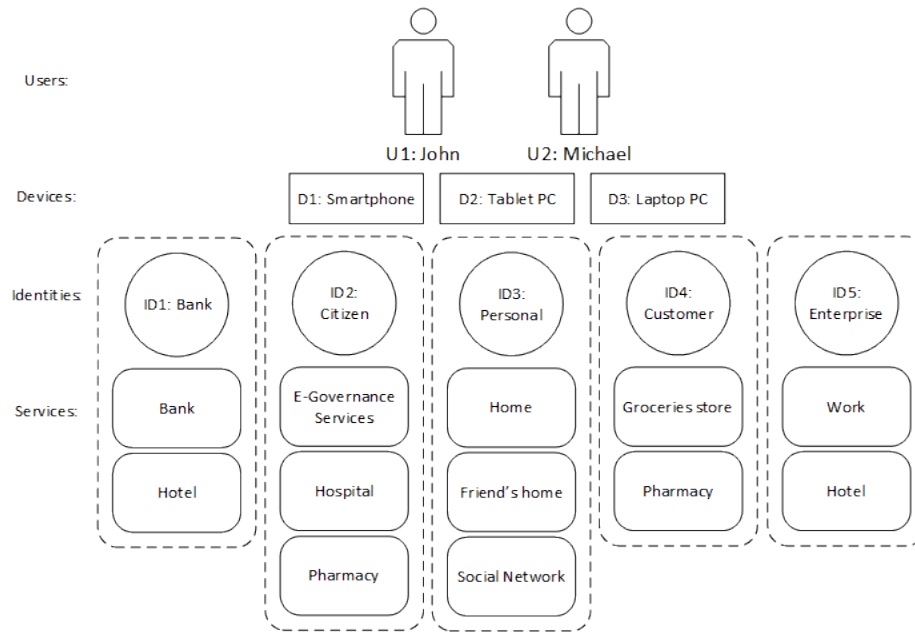 Users:
U1: John
U2: Michael
Devices:
D1: Smartphone
D2: Tablet PC
D3: Laptop PC
Identities:
ID1: Bank
ID2:
Citizen
ID3:
Personal
ID4:
Customer
ID5:
Enterprise
Services:
Bank
E-Governance
Services
Home
Groceries store
Work
Hotel
Hospital
Friend's home
Pharmacy
Hotel
Pharmacy
Social Network